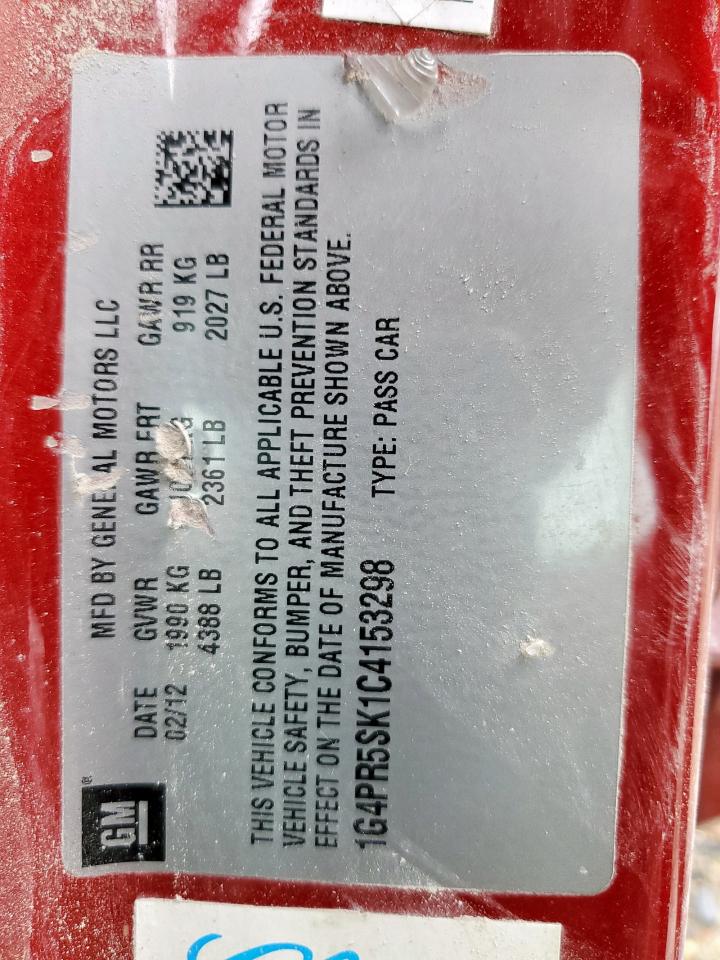 GM®
MFD BY GENERAL MOTORS LLC
DATE GVWR GAWR FRT GAWR RR
02/12 1990 KG 919 KG
4388 LB 2361 LB 2027 LB
THIS VEHICLE CONFORMS TO ALL APPLICABLE U.S. FEDERAL MOTOR
VEHICLE SAFETY, BUMPER, AND THEFT PREVENTION STANDARDS IN
EFFECT ON THE DATE OF MANUFACTURE SHOWN ABOVE.
1G4PR5SK1C4153298 TYPE: PASS CAR